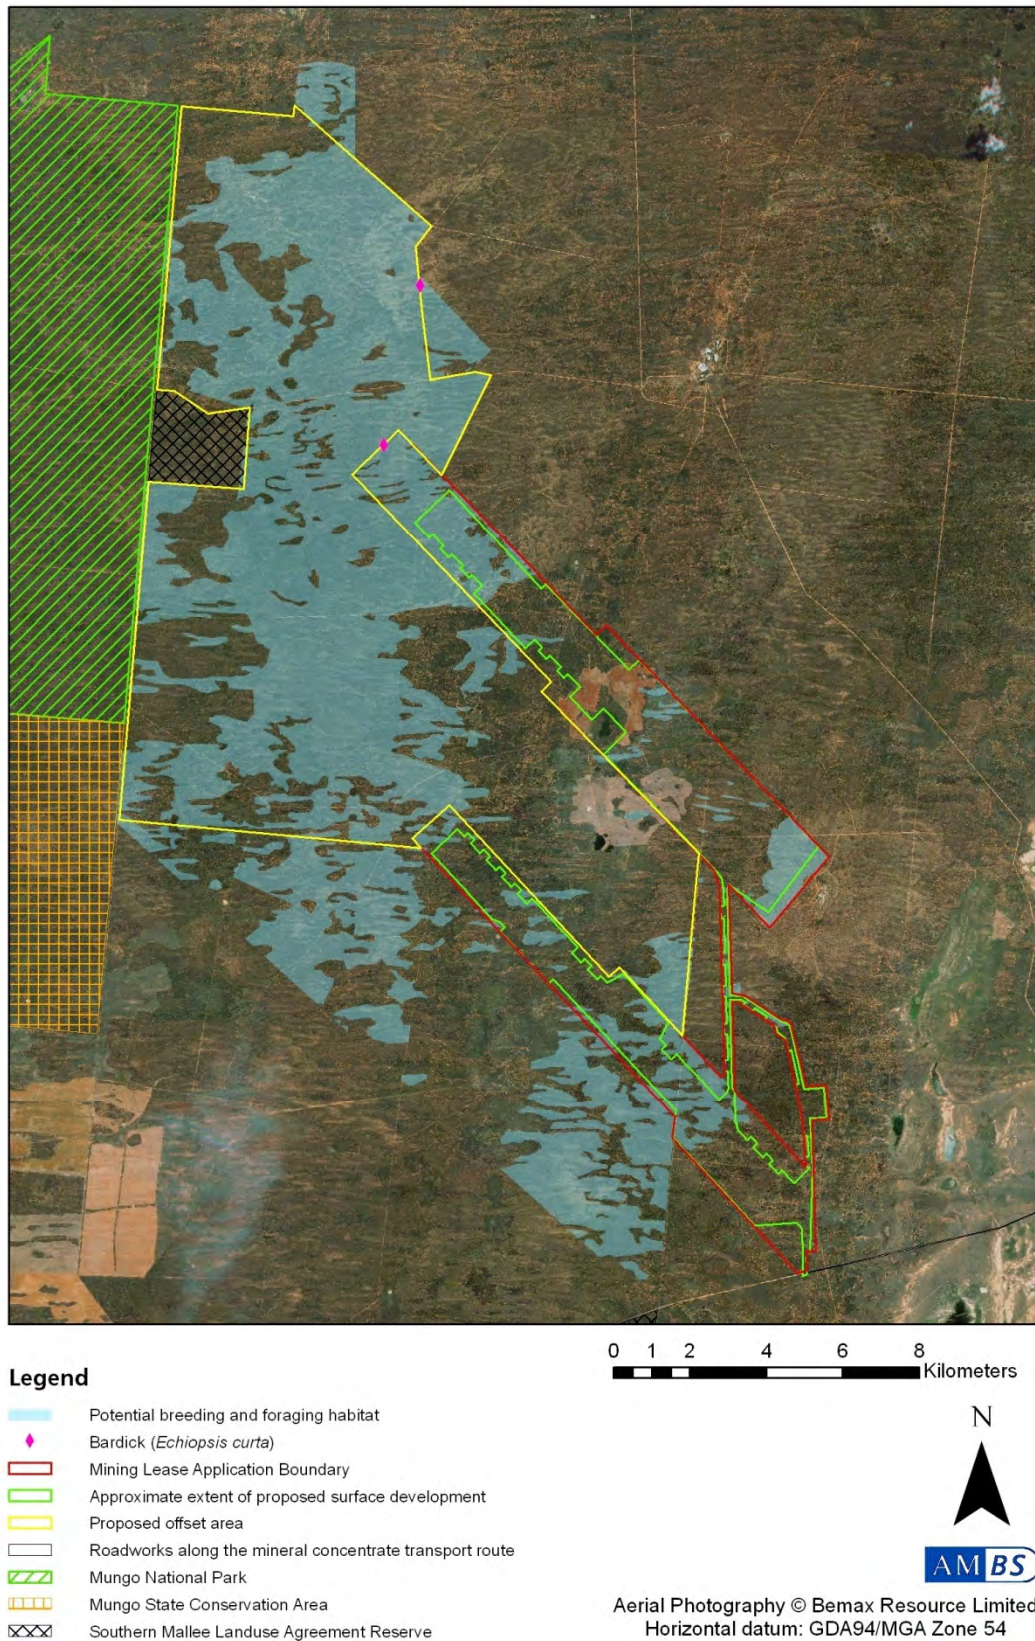 0 1 2 4 6 8
Kilometers
Legend
Potential breeding and foraging habitat
Bardick (Echiopsis curta)
Mining Lease Application Boundary
Approximate extent of proposed surface development
Proposed offset area
Roadworks along the mineral concentrate transport route
Mungo National Park
Mungo State Conservation Area
Southern Mallee Landuse Agreement Reserve
N
AMBS
Aerial Photography © Bemax Resource Limited
Horizontal datum: GDA94/MGA Zone 54